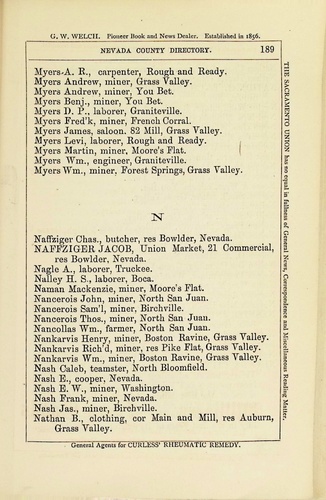 G. W. WELCH. Pioneer Book and News Dealer. Established in 1856.
NEVADA COUNTY DIRECTORY. 189
Myers-A. R., carpenter, Rough and Ready.
Myers Andrew, miner, Grass Valley.
Myers Andrew, miner, You Bet.
Myers Benj., miner, You Bet.
Myers D. P., laborer, Graniteville.
Myers Fred'k, miner, French Corral.
Myers James, saloon. 82 Mill, Grass Valley.
Myers Levi, laborer, Rough and Ready.
Myers Martin, miner, Moore's Flat.
Myers Wm., engineer, Graniteville.
Myers Wm., miner, Forest Springs, Grass Valley.
N
Naffziger Chas., butcher, res Bowlder, Nevada.
NAFFZIGER JACOB, Union Market, 21 Commercial,
res Bowlder, Nevada.
Nagle A., laborer, Truckee.
Nalley H. S., laborer, Boca.
Naman Mackenzie, miner, Moore's Flat.
Nancerois John, miner, North San Juan.
Nancerois Sam'l, miner, Birchville.
Nancerois Thos., miner, North San Juan.
Nancollas Wm., farmer, North San Juan.
Nankarvis Henry, miner, Boston Ravine, Grass Valley.
Nankarvis Rich'd, miner, res Pike Flat, Grass Valley.
Nankarvis Wm., miner, Boston Ravine, Grass Valley.
Nash Caleb, teamster, North Bloomfield.
Nash E., cooper, Nevada.
Nash E. W., miner, Washington.
Nash Frank, miner, Nevada.
Nash Jas., miner, Birchville.
Nathan B., clothing, cor Main and Mill, res Auburn,
Grass Valley.
General Agents for CURLESS' RHEUMATIC REMEDY.
THE SACRAMENTO UNION has no equal in fullness of General News, Correspondence and Miscellaneous Reading Matter.